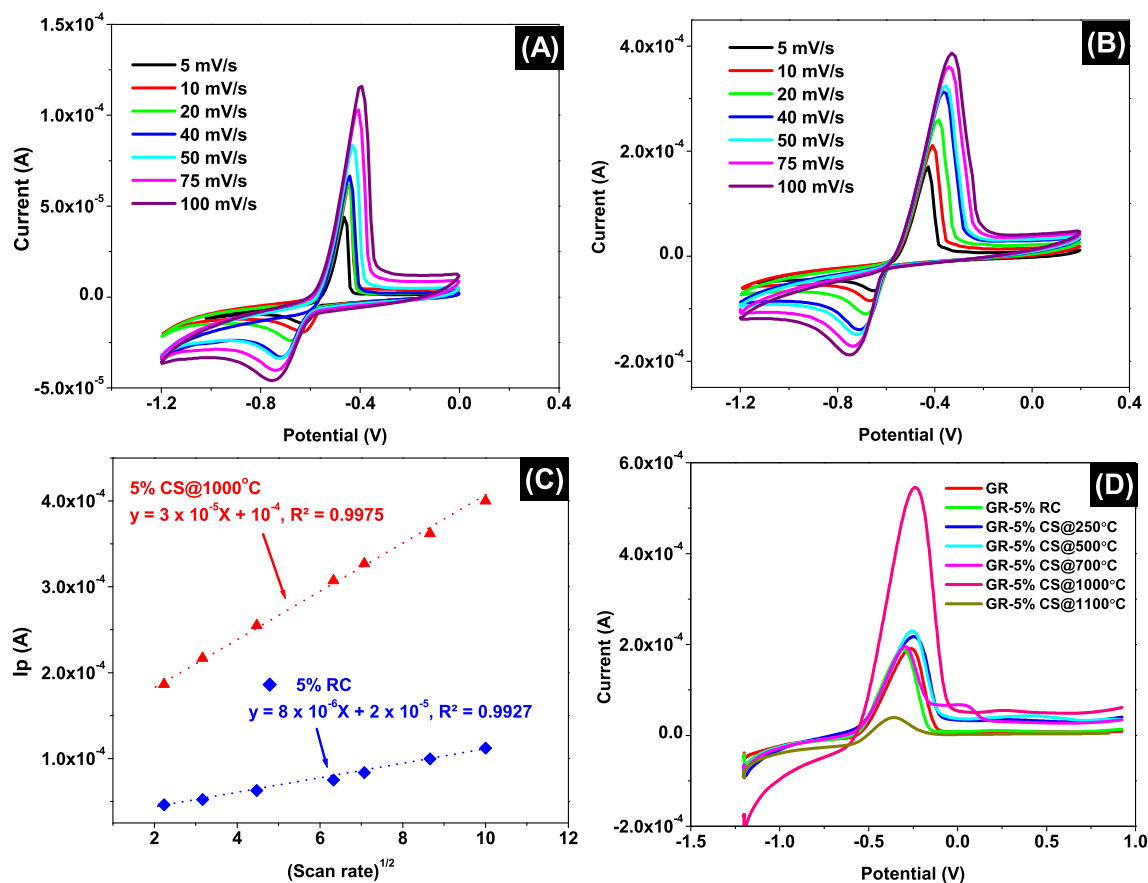 (A)
1.5x10-4
1.0x10-4
5.0x10-5
0.0
-5.0x10-5
Current (A)
5 mV/s
10 mV/s
20 mV/s
40 mV/s
50 mV/s
75 mV/s
100 mV/s
-1.2 -0.8 -0.4 0.0 0.4
Potential (V)
(B)
4.0x10-4
2.0x10-4
0.0
-2.0x10-4
Current (A)
5 mV/s
10 mV/s
20 mV/s
40 mV/s
50 mV/s
75 mV/s
100 mV/s
-1.2 -0.8 -0.4 0.0 0.4
Potential (V)
(C)
4.0x10-4
3.0x10-4
2.0x10-4
1.0x10-4
Ip (A)
5% CS@1000°C
y = 3 x 10-5X + 10-4, R² = 0.9975
5% RC
y = 8 x 10-6X + 2 x 10-5, R² = 0.9927
2 4 6 8 10 12
(Scan rate)1/2
(D)
6.0x10-4
4.0x10-4
2.0x10-4
0.0
-2.0x10-4
Current (A)
GR
GR-5% RC
GR-5% CS@250°C
GR-5% CS@500°C
GR-5% CS@700°C
GR-5% CS@1000°C
GR-5% CS@1100°C
-1.5 -1.0 -0.5 0.0 0.5 1.0
Potential (V)